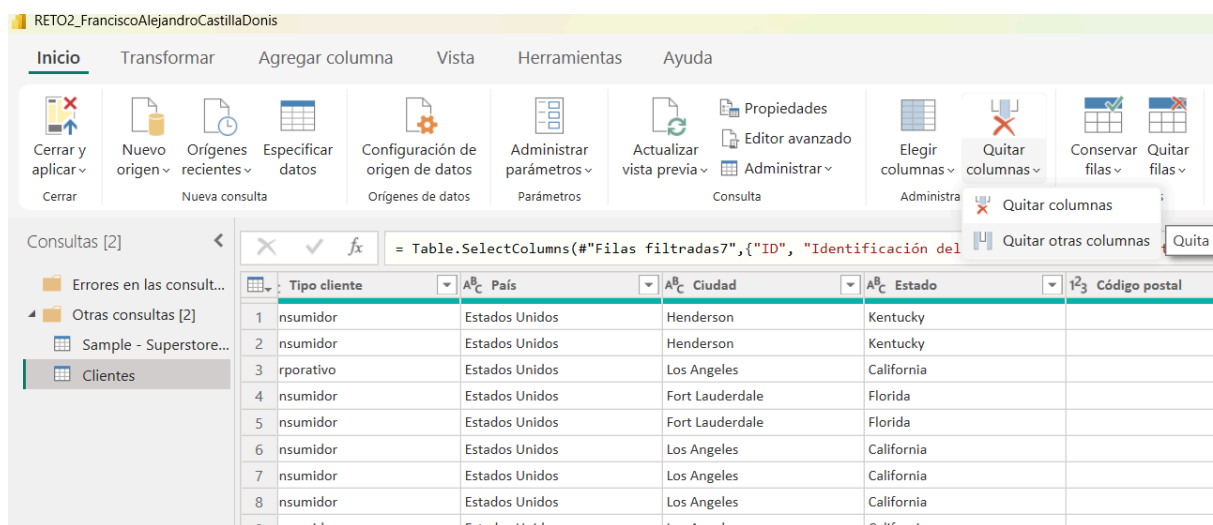 RETO2_FranciscoAlejandroCastillaDonis
Inicio Transformar Agregar columna Vista Herramientas Ayuda
Cerrar y aplicar
Nuevo origen
Orígenes recientes
Especificar datos
Configuración de origen de datos
Administrar parámetros
Actualizar vista previa
Propiedades
Editor avanzado
Administrar
Elegir columnas
Quitar columnas
Conservar filas
Quitar filas
Cerrar Nueva consulta Orígenes de datos Parámetros Consulta Administra
Quitar columnas
Quitar otras columnas Quita
Consultas [2]
fx = Table.SelectColumns(#"Filas filtradas7",{"ID", "Identificación del
Errores en las consult...
Otras consultas [2]
Sample - Superstore...
Clientes
Tipo cliente ABC País ABC Ciudad ABC Estado 123 Código postal
1 nsumidor Estados Unidos Henderson Kentucky
2 nsumidor Estados Unidos Henderson Kentucky
3 rporativo Estados Unidos Los Angeles California
4 nsumidor Estados Unidos Fort Lauderdale Florida
5 nsumidor Estados Unidos Fort Lauderdale Florida
6 nsumidor Estados Unidos Los Angeles California
7 nsumidor Estados Unidos Los Angeles California
8 nsumidor Estados Unidos Los Angeles California